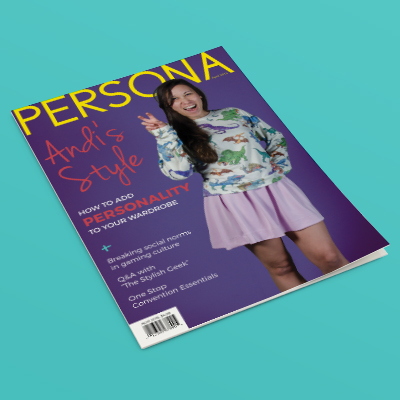 PERSONA
Andi's
Style
HOW TO ADD
PERSONALITY
TO YOUR WARDROBE
+
Breaking social norms
in gaming culture
Q&A with
"The Stylish Geek"
One Stop
Convention Essentials